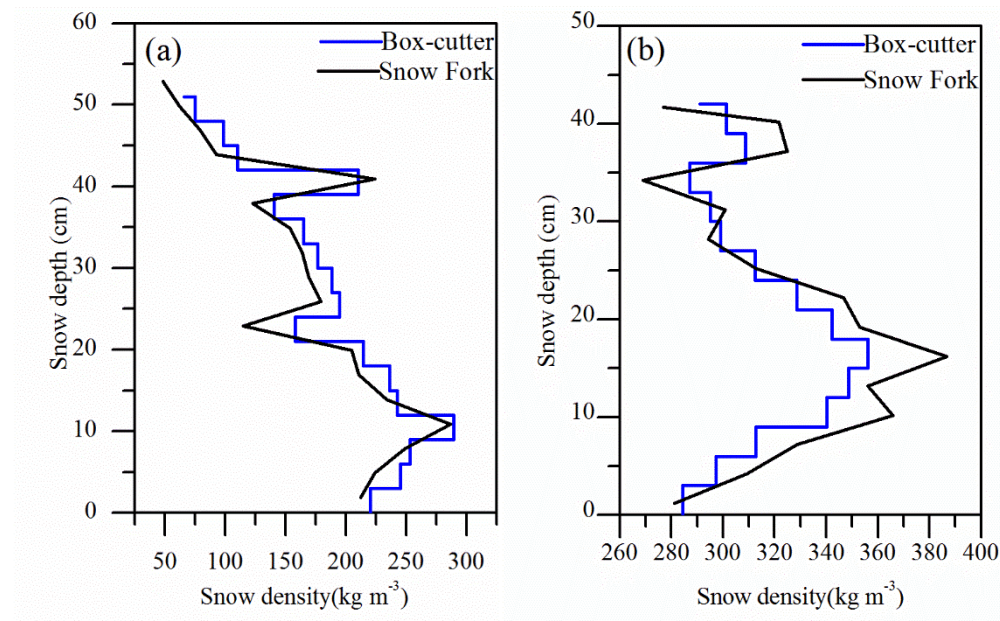 (a)
Box-cutter
Snow Fork
60
50
40
30
20
10
0
Snow depth (cm)
50 100 150 200 250 300
Snow density(kg m⁻³)
(b)
Box-cutter
Snow Fork
50
40
30
20
10
0
Snow depth (cm)
260 280 300 320 340 360 380 400
Snow density(kg m⁻³)